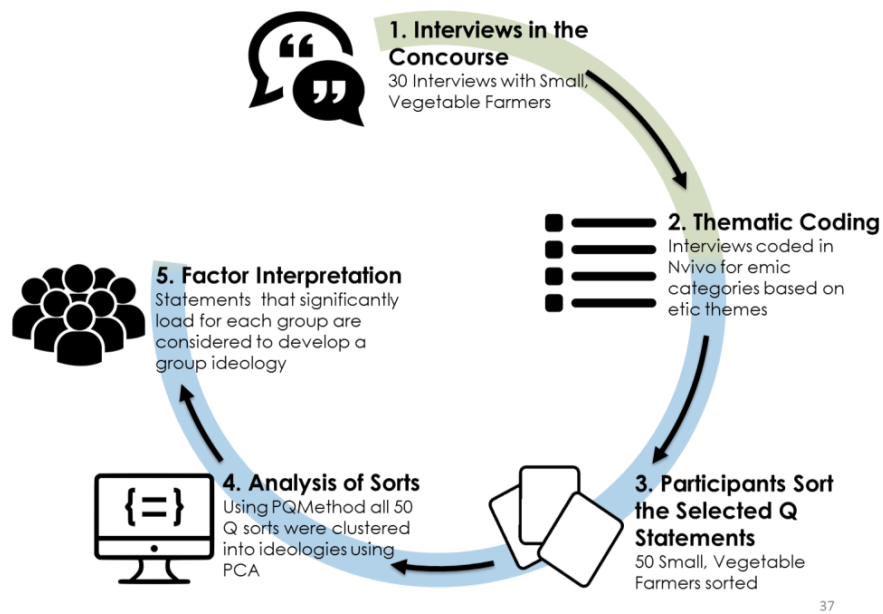 1. Interviews in the
Concourse
30 Interviews with Small,
Vegetable Farmers
2. Thematic Coding
Interviews coded in
Nvivo for emic
categories based on
etic themes
3. Participants Sort
the Selected Q
Statements
50 Small, Vegetable
Farmers sorted
4. Analysis of Sorts
Using PQMethod all 50
Q sorts were clustered
into ideologies using
PCA
{=}
5. Factor Interpretation
Statements that significantly
load for each group are
considered to develop a
group ideology
37